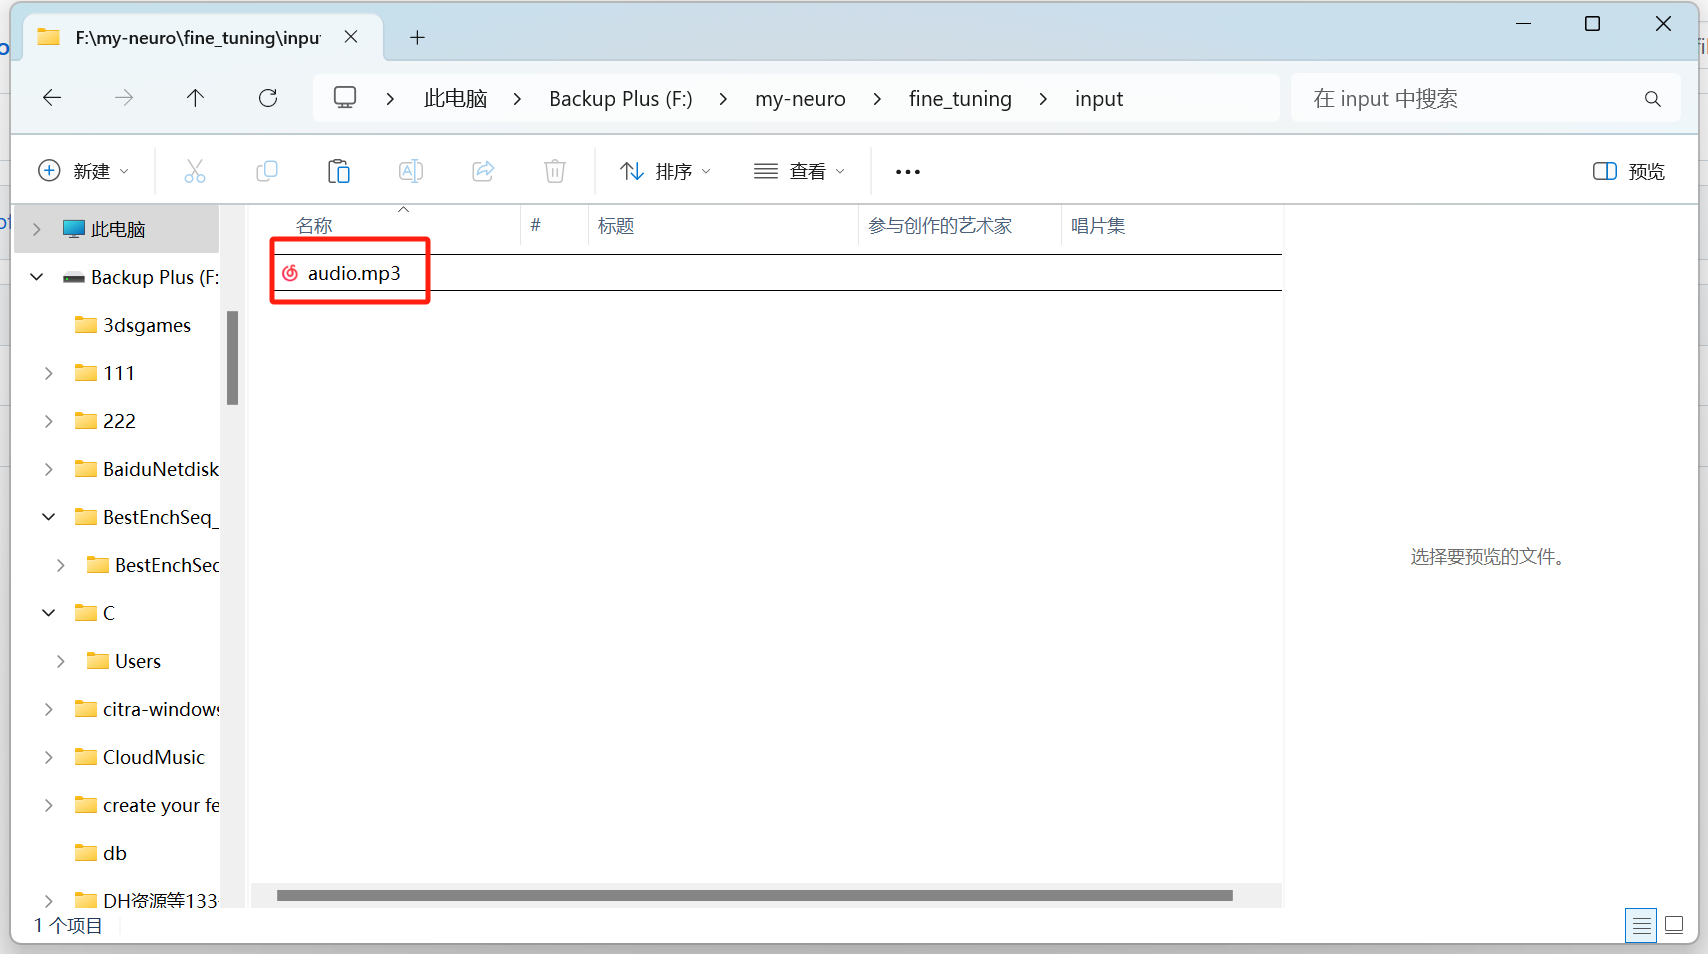 F:\my-neuro\fine_tuning\inpu
此电脑 Backup Plus (F:) my-neuro fine_tuning input
在 input 中搜索
新建 排序 查看 预览
名称 # 标题 参与创作的艺术家 唱片集
audio.mp3
此电脑
Backup Plus (F:
3dsgames
111
222
BaiduNetdisk
BestEnchSeq_
BestEnchSec
C
Users
citra-windows
CloudMusic
create your fe
db
DH资源等133
选择要预览的文件。
1 个项目